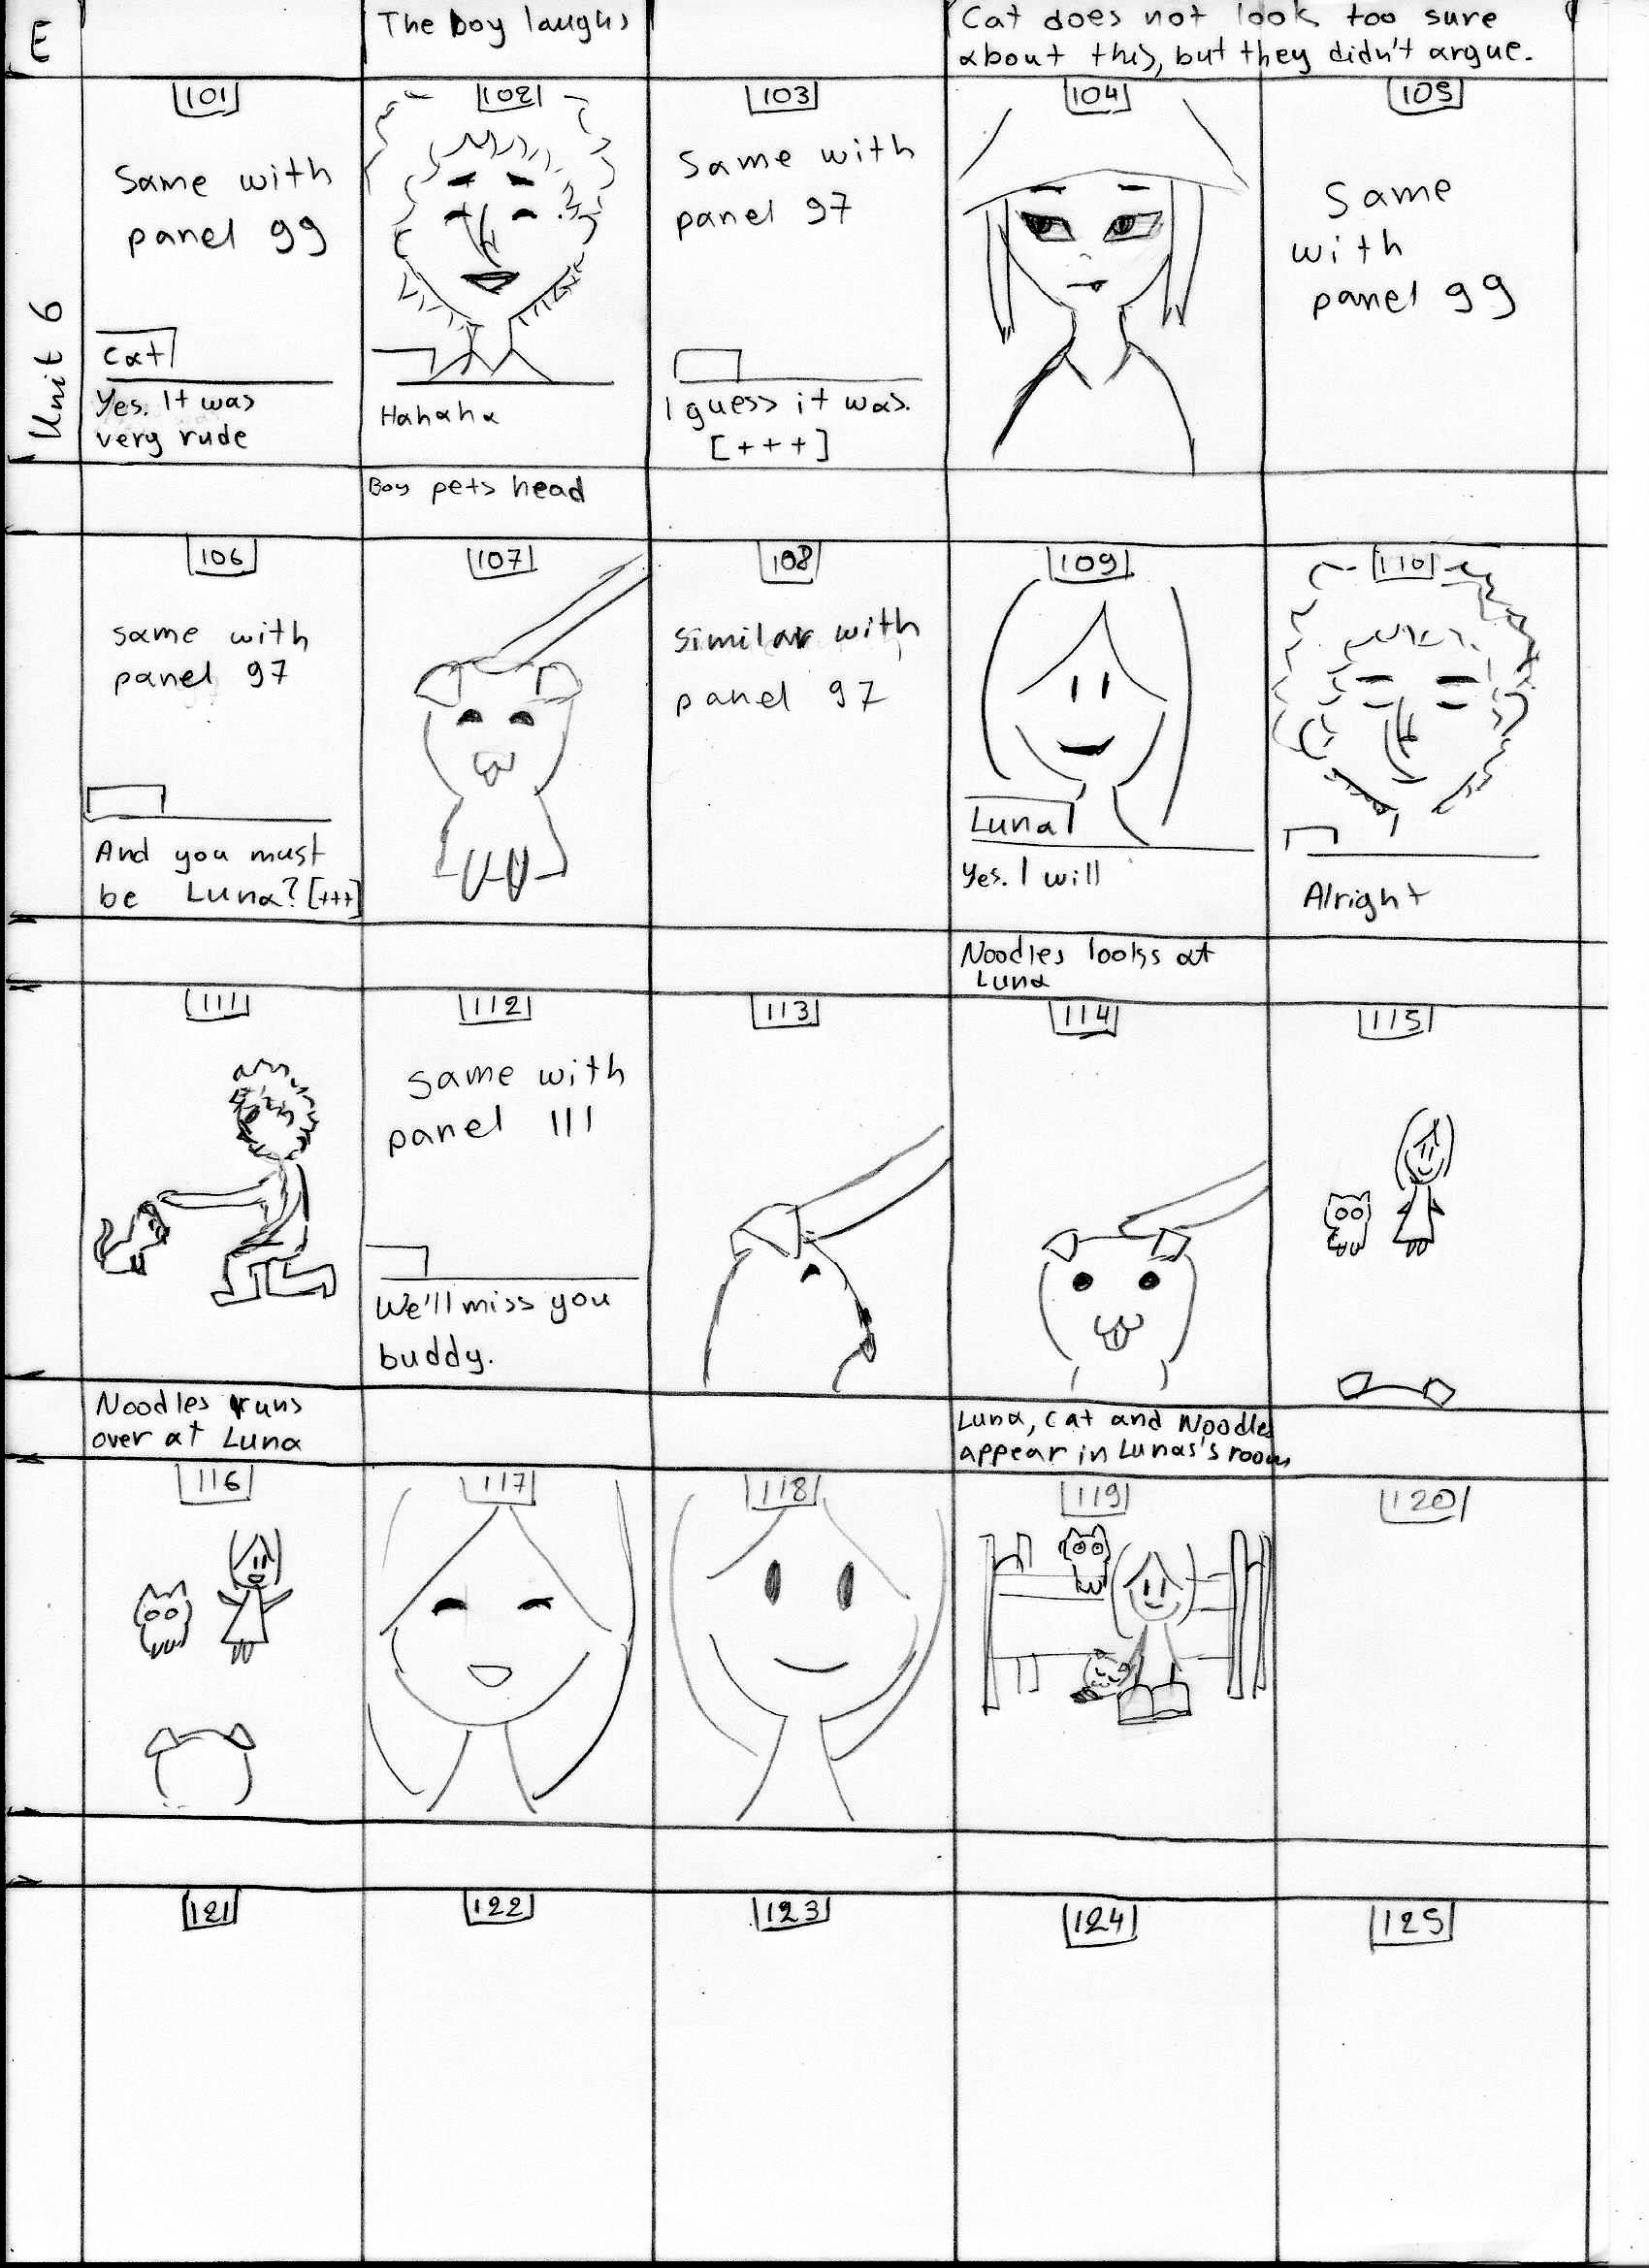 E
The boy laughs
Cat does not look too sure
about this, but they didn't argue.
Unit 6
101
Same with
panel 99
Cat
Yes. It was
very rude
102
Hahaha
103
Same with
panel 97
I guess it was.
[+++]
104
105
Same
with
panel 99
Boy pets head
106
same with
panel 97
And you must
be Luna? [+++]
107
108
similar with
panel 97
109
Luna
Yes. I will
110
Alright
Noodles looks at
Luna
111
112
same with
panel 111
We'll miss you
buddy.
113
114
115
Noodles runs
over at Luna
Luna, Cat and Noodles
appear in Lunas's room
116
117
118
119
120
121
122
123
124
125